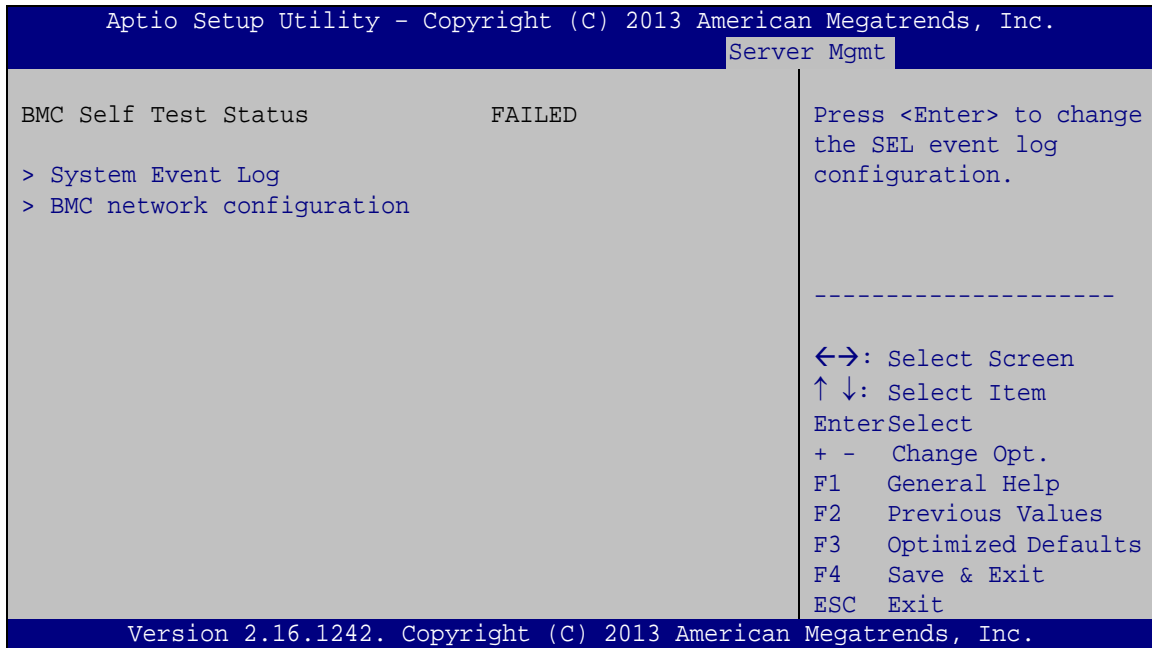 Aptio Setup Utility – Copyright (C) 2013 American Megatrends, Inc.
Server Mgmt
BMC Self Test Status FAILED
> System Event Log
> BMC network configuration
Press <Enter> to change
the SEL event log
configuration.
---------------------
←→: Select Screen
↑ ↓: Select Item
EnterSelect
+ - Change Opt.
F1 General Help
F2 Previous Values
F3 Optimized Defaults
F4 Save & Exit
ESC Exit
Version 2.16.1242. Copyright (C) 2013 American Megatrends, Inc.